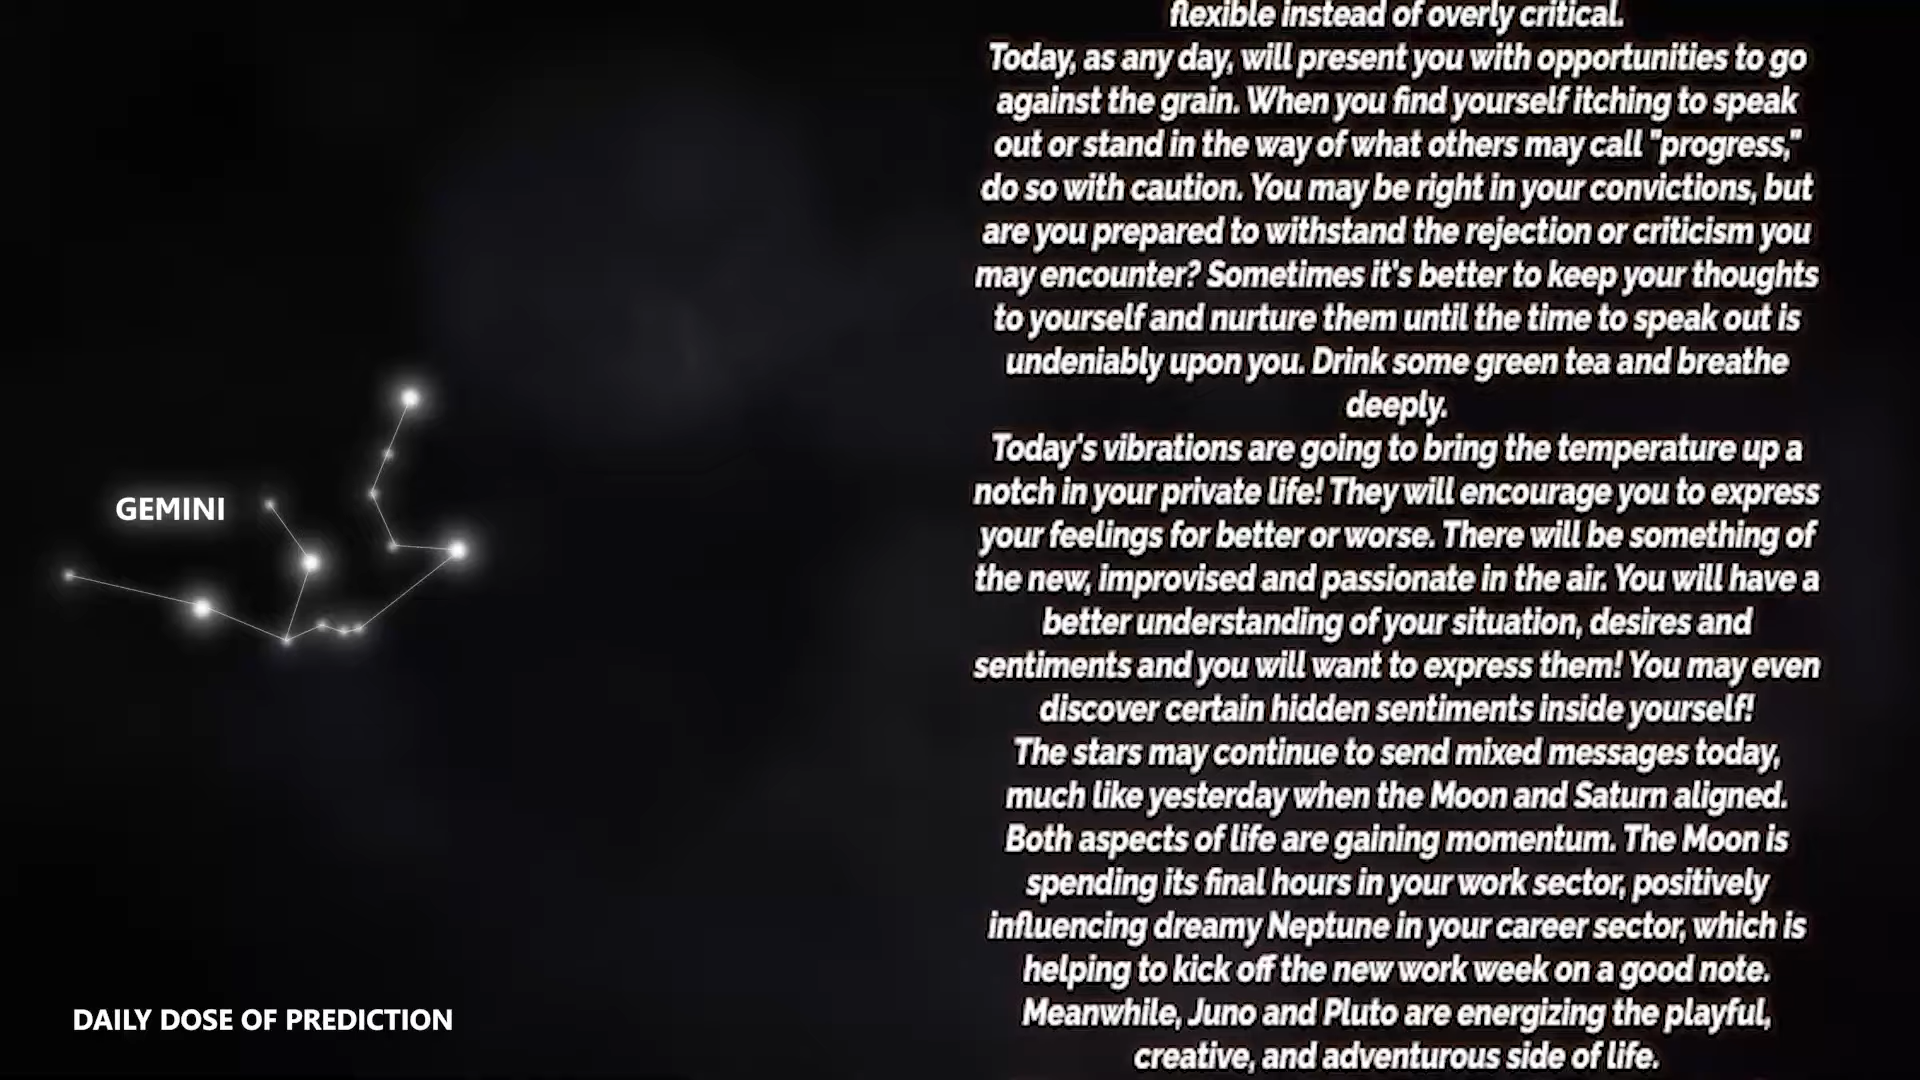 flexible instead of overly critical.
Today, as any day, will present you with opportunities to go
against the grain. When you find yourself itching to speak
out or stand in the way of what others may call "progress,"
do so with caution. You may be right in your convictions, but
are you prepared to withstand the rejection or criticism you
may encounter? Sometimes it's better to keep your thoughts
to yourself and nurture them until the time to speak out is
undeniably upon you. Drink some green tea and breathe
deeply.
Today's vibrations are going to bring the temperature up a
notch in your private life! They will encourage you to express
your feelings for better or worse. There will be something of
the new, improvised and passionate in the air. You will have a
better understanding of your situation, desires and
sentiments and you will want to express them! You may even
discover certain hidden sentiments inside yourself!
The stars may continue to send mixed messages today,
much like yesterday when the Moon and Saturn aligned.
Both aspects of life are gaining momentum. The Moon is
spending its final hours in your work sector, positively
influencing dreamy Neptune in your career sector, which is
helping to kick off the new work week on a good note.
Meanwhile, Juno and Pluto are energizing the playful,
creative, and adventurous side of life.
GEMINI
DAILY DOSE OF PREDICTION